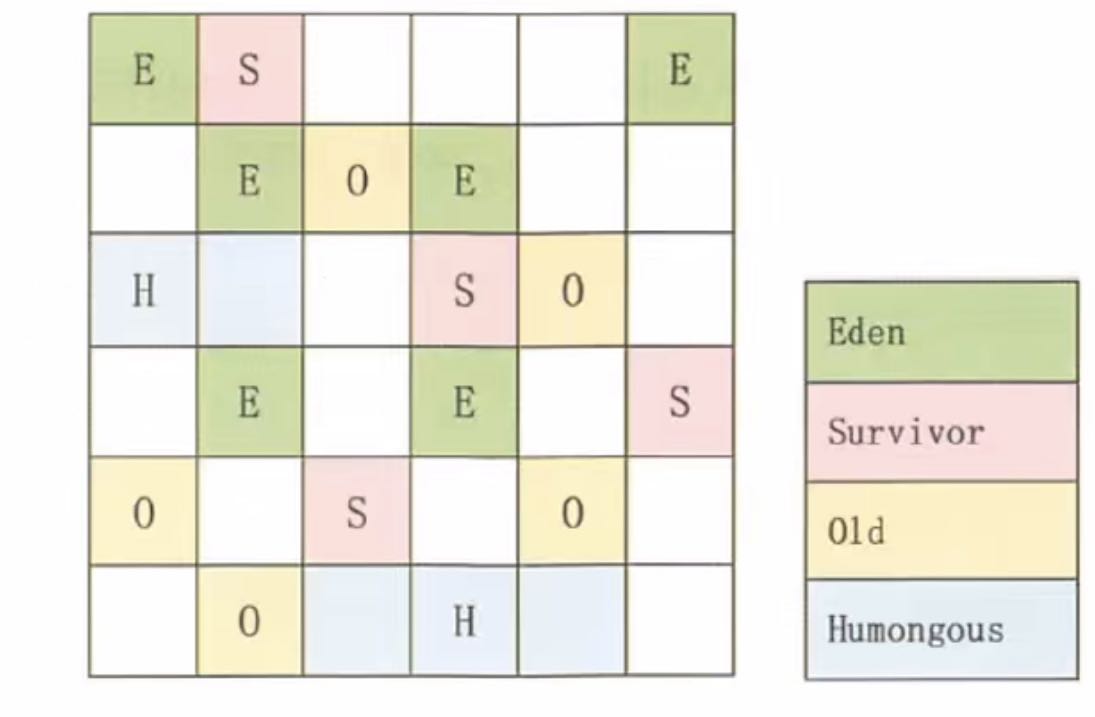 E S E
E O E
H S O
E E S
O S O
O H
Eden
Survivor
Old
Humongous